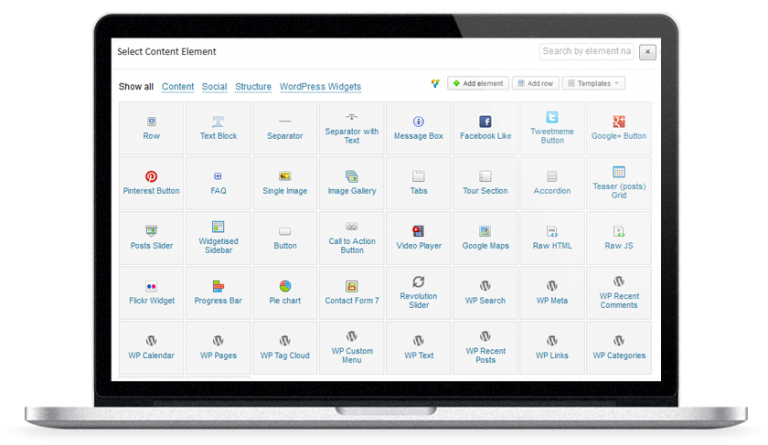 Select Content Element
Search by element na
Show all Content Social Structure WordPress Widgets
Add element
Add row
Templates
Row
Text Block
Separator
Separator with
Text
Message Box
Facebook Like
Tweetmeme
Button
Google+ Button
Pinterest Button
FAQ
Single Image
Image Gallery
Tabs
Tour Section
Accordion
Teaser (posts)
Grid
Posts Slider
Widgetised
Sidebar
Button
Call to Action
Button
Video Player
Google Maps
Raw HTML
Raw JS
Flickr Widget
Progress Bar
Pie chart
Contact Form 7
Revolution
Slider
WP Search
WP Meta
WP Recent
Comments
WP Calendar
WP Pages
WP Tag Cloud
WP Custom
Menu
WP Text
WP Recent
Posts
WP Links
WP Categories